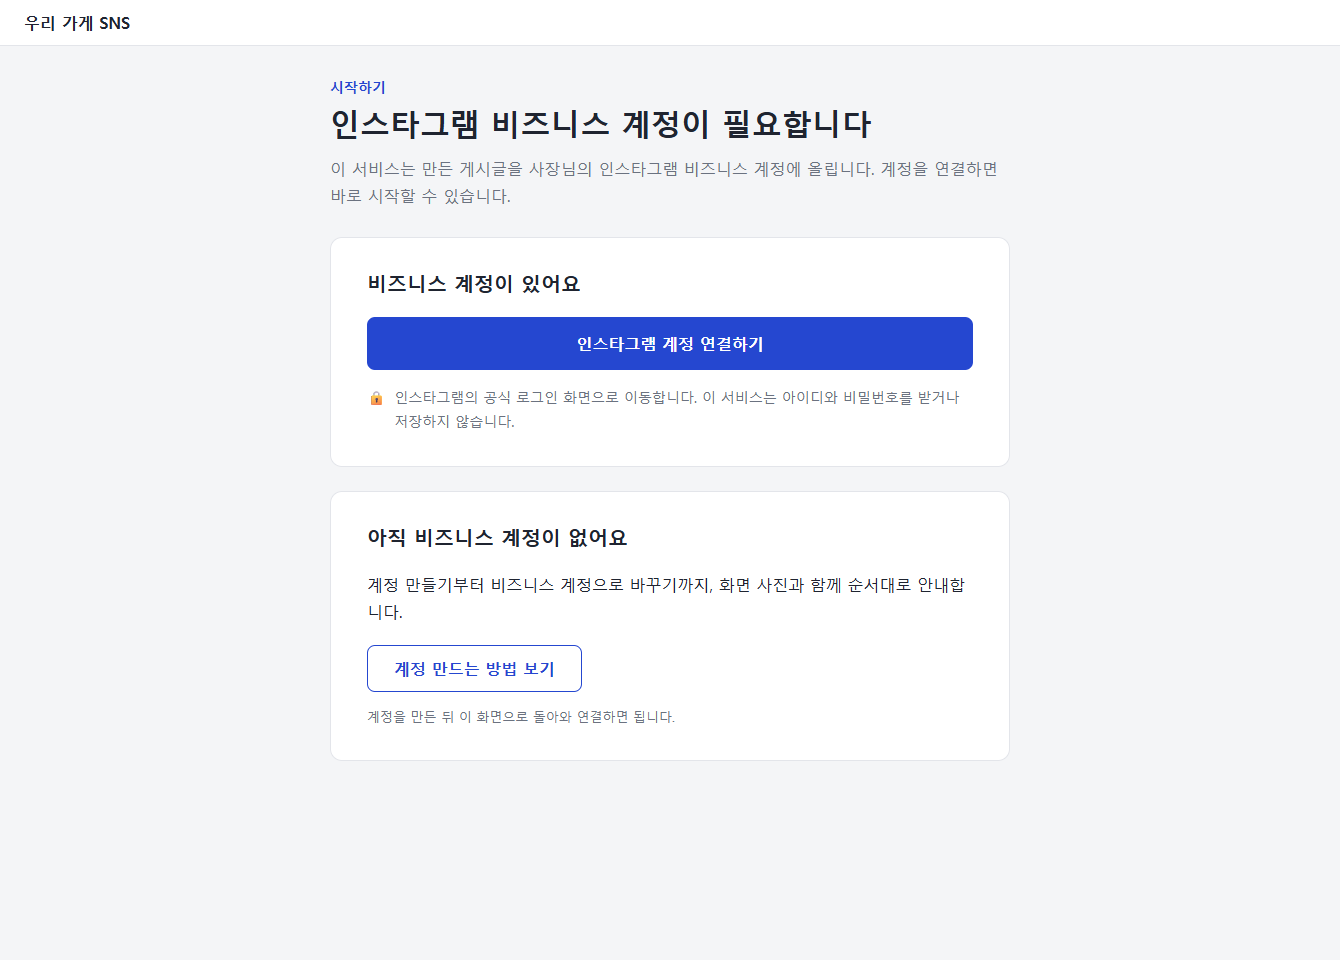 우리 가게 SNS
시작하기
인스타그램 비즈니스 계정이 필요합니다
이 서비스는 만든 게시글을 사장님의 인스타그램 비즈니스 계정에 올립니다. 계정을 연결하면
바로 시작할 수 있습니다.
비즈니스 계정이 있어요
인스타그램 계정 연결하기
인스타그램의 공식 로그인 화면으로 이동합니다. 이 서비스는 아이디와 비밀번호를 받거나
저장하지 않습니다.
아직 비즈니스 계정이 없어요
계정 만들기부터 비즈니스 계정으로 바꾸기까지, 화면 사진과 함께 순서대로 안내합
니다.
계정 만드는 방법 보기
계정을 만든 뒤 이 화면으로 돌아와 연결하면 됩니다.